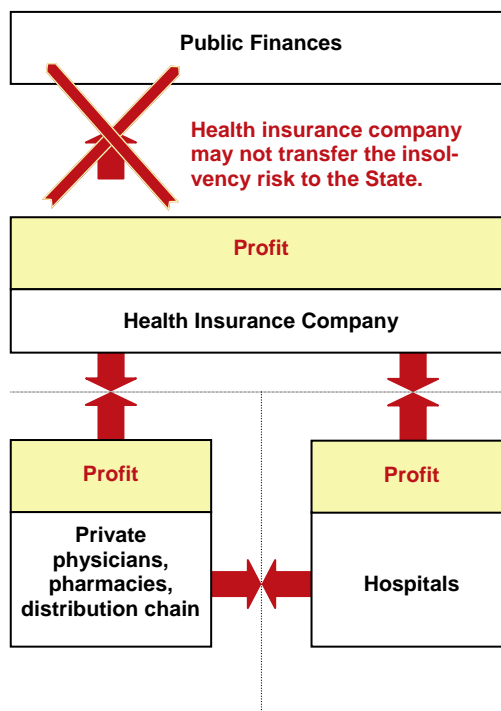 Public Finances
Health insurance company
may not transfer the insol-
vency risk to the State.
Profit
Health Insurance Company
Profit
Private
physicians,
pharmacies,
distribution chain
Profit
Hospitals